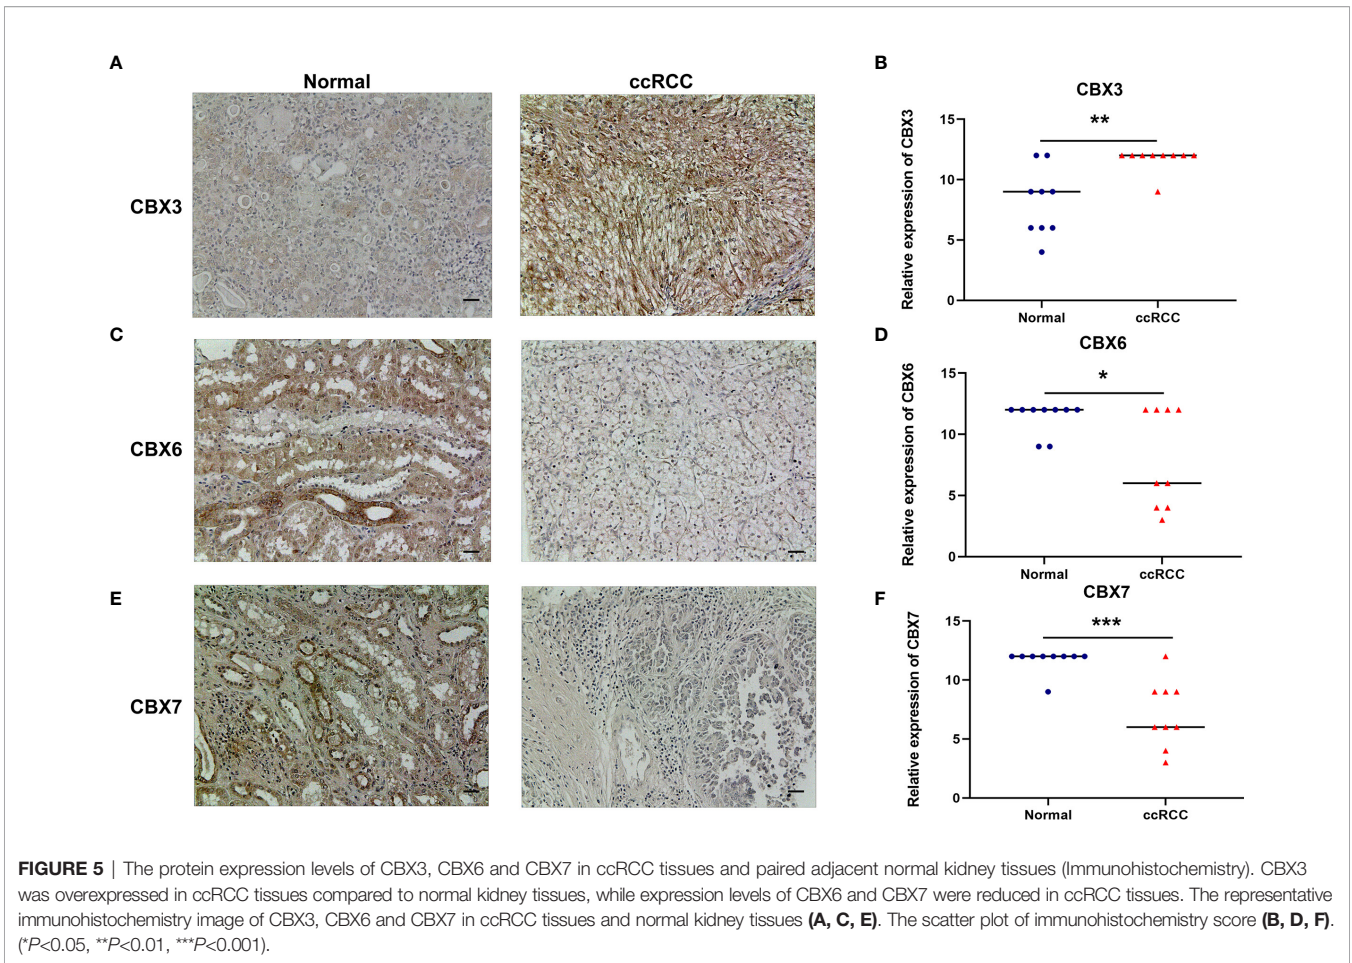 A
Normal
ccRCC
CBX3
B
CBX3
Relative expression of CBX3
15
10
5
0
**
Normal
ccRCC
C
CBX6
D
CBX6
Relative expression of CBX6
15
10
5
0
*
Normal
ccRCC
E
CBX7
F
CBX7
Relative expression of CBX7
15
10
5
0
***
Normal
ccRCC
FIGURE 5 | The protein expression levels of CBX3, CBX6 and CBX7 in ccRCC tissues and paired adjacent normal kidney tissues (Immunohistochemistry). CBX3
was overexpressed in ccRCC tissues compared to normal kidney tissues, while expression levels of CBX6 and CBX7 were reduced in ccRCC tissues. The representative
immunohistochemistry image of CBX3, CBX6 and CBX7 in ccRCC tissues and normal kidney tissues (A, C, E). The scatter plot of immunohistochemistry score (B, D, F).
(*P<0.05, **P<0.01, ***P<0.001).